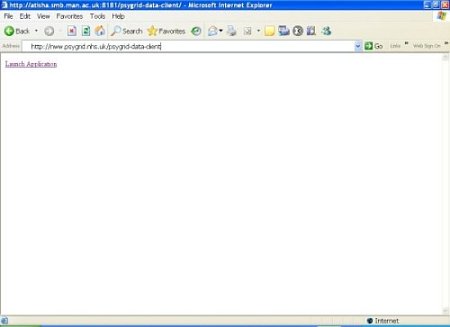 http://atisha.smb.man.ac.uk:8181/psygrid-data-client/ - Microsoft Internet Explorer
File Edit View Favorites Tools Help
Back Search Favorites
Address http://nww.psygrid.nhs.uk/psygrid-data-client Go Links » Web Sign On »
Launch Application
Internet